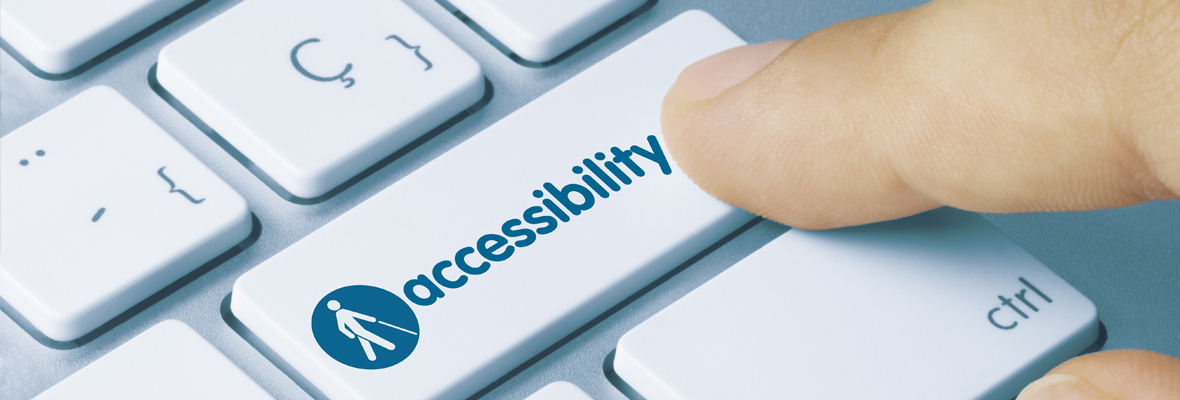 Ç }
¨ ´ {
accessibility
ctrl